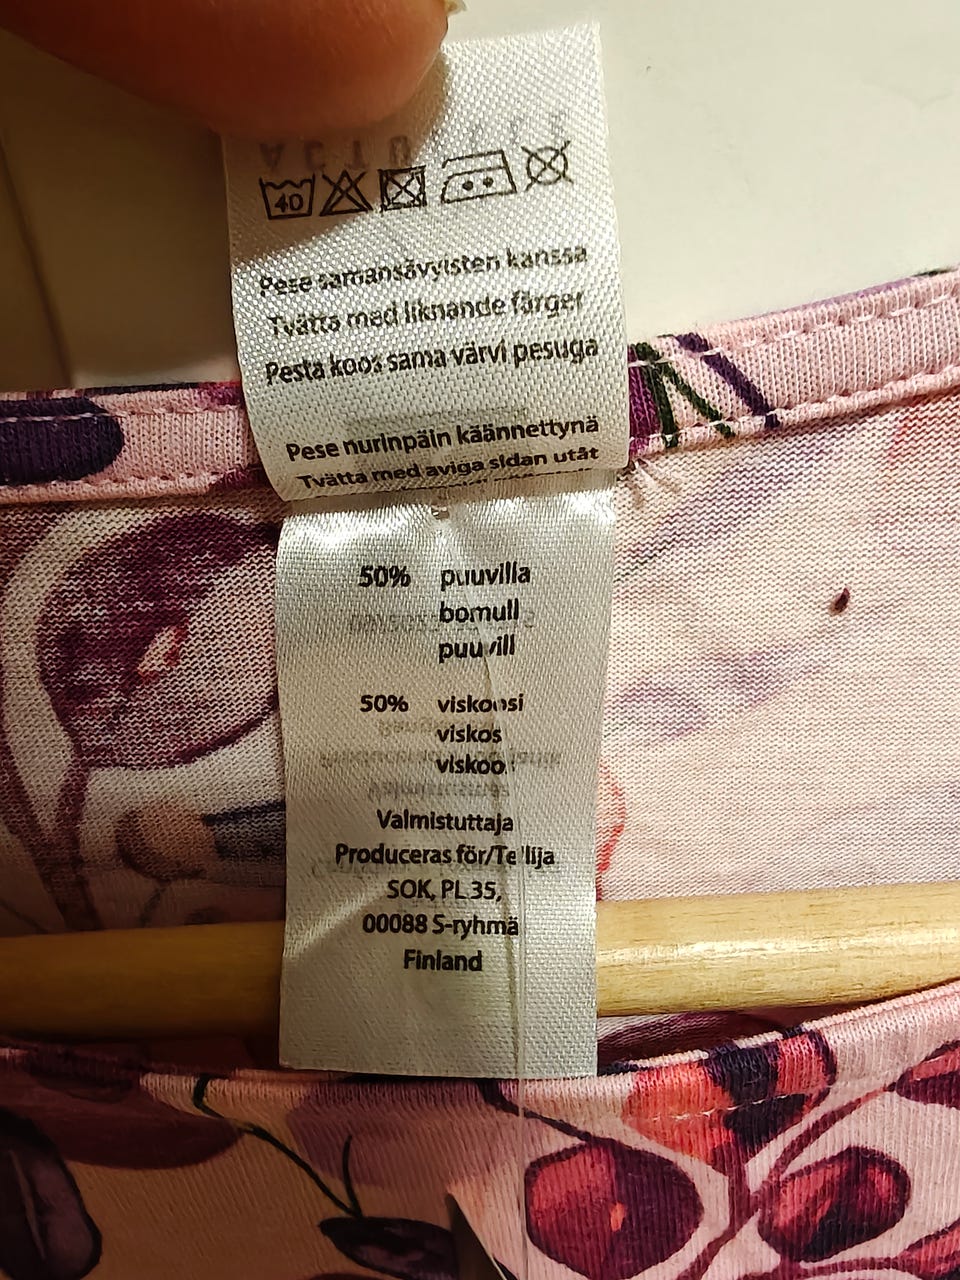 40
Pese samansävyisten kanssa
Tvätta med liknande färger
Pesta koos sama värvi pesuga
Pese nurinpäin käännettynä
Tvätta med aviga sidan utåt
50% puuvilla
bomull
puuvill
50% viskoosi
viskos
viskoos
Valmistuttaja
Produceras för/Tellija
SOK, PL 35,
00088 S-ryhmä
Finland